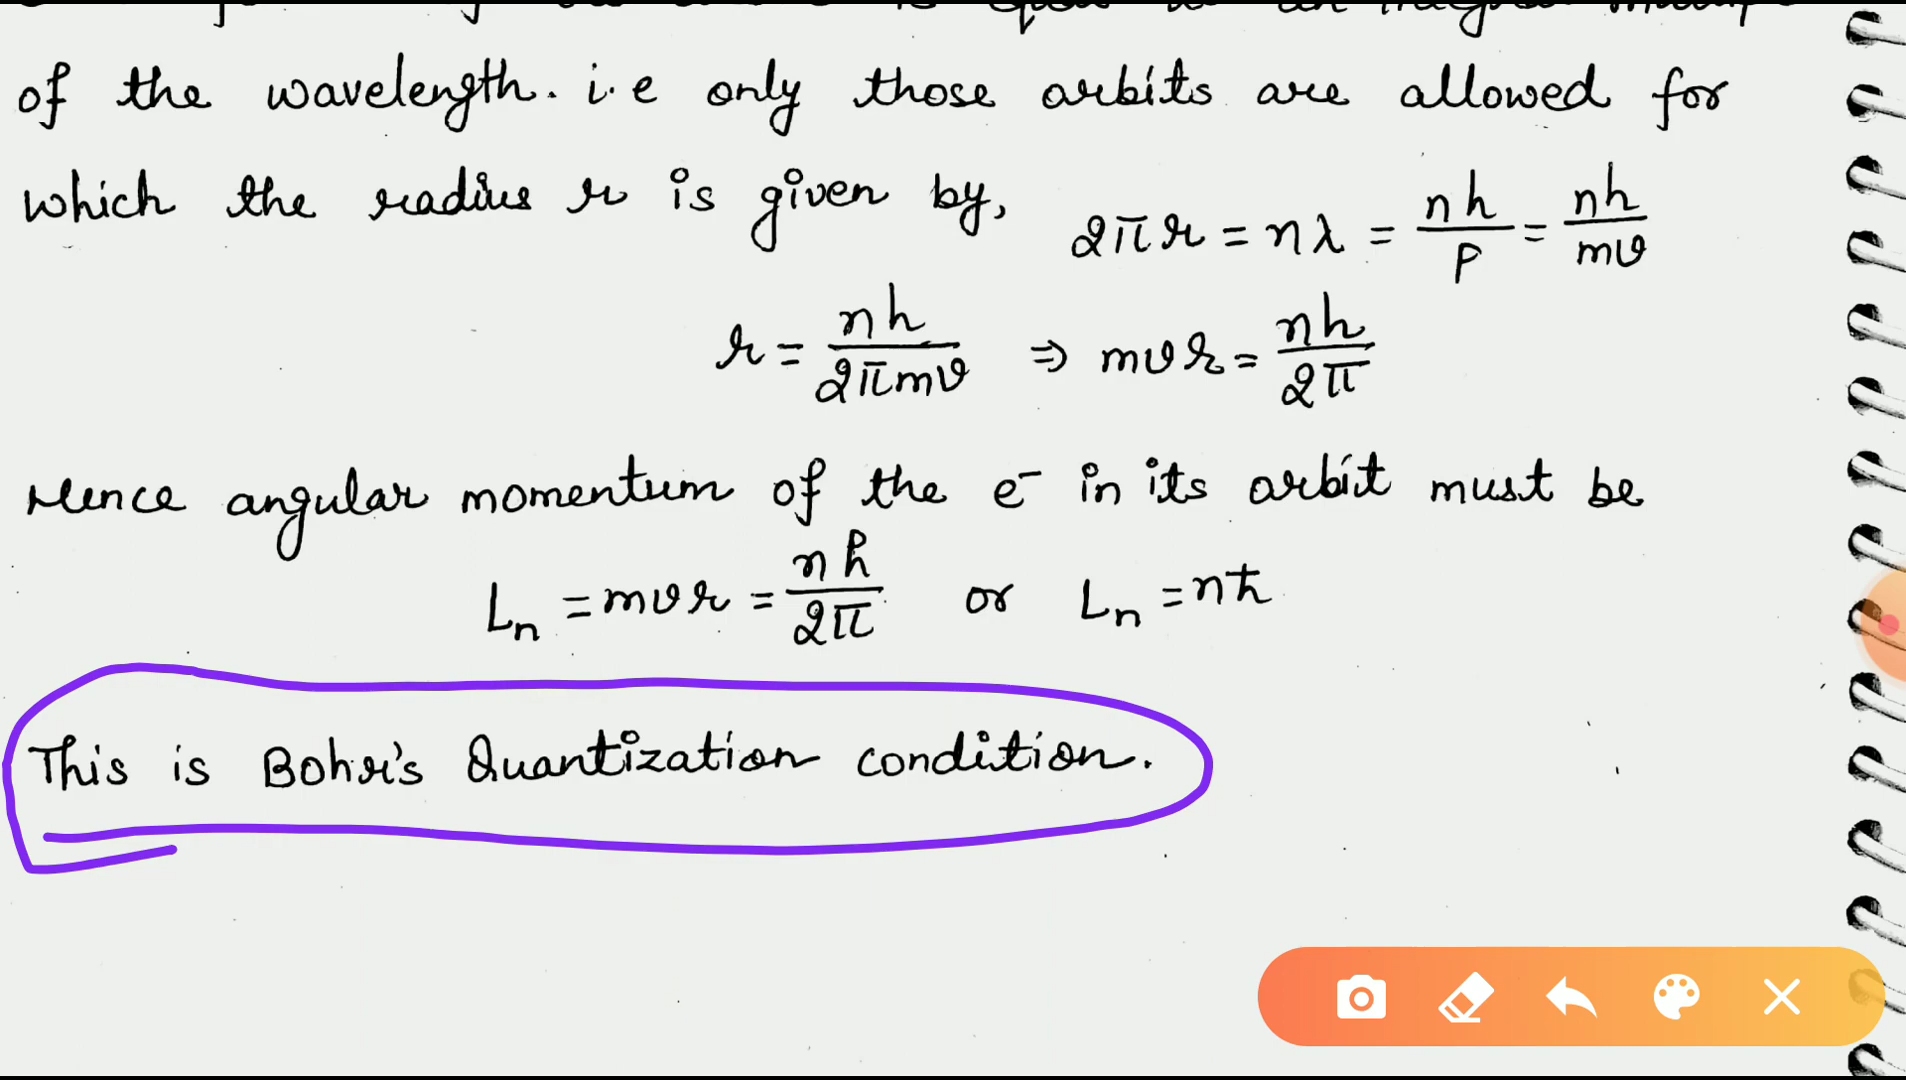 of the wavelength. i.e only those orbits are allowed for
which the radius r is given by, 2πr = nλ = nh/p = nh/mv
r = nh/2πmv ⇒ mvr = nh/2π
Hence angular momentum of the e⁻ in its orbit must be
Lₙ = mvr = nh/2π or Lₙ = nħ
This is Bohr's Quantization condition.